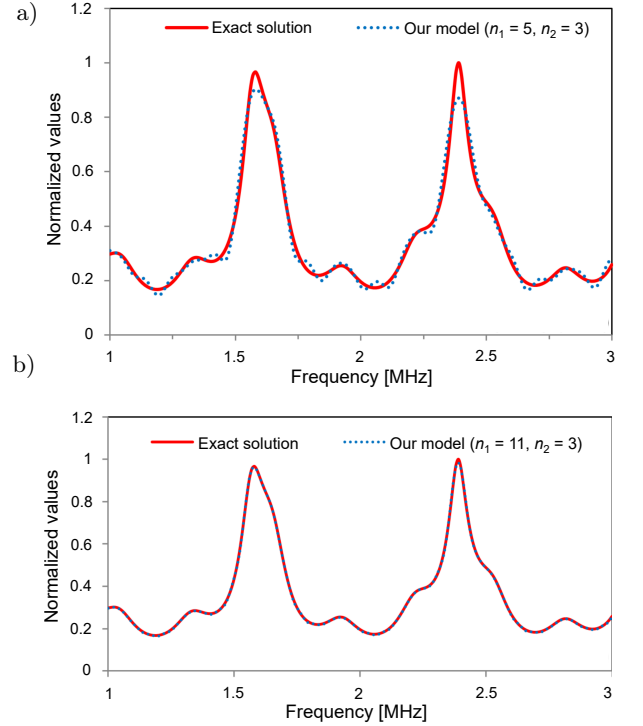 a)
1.2
Exact solution
Our model (n₁ = 5, n₂ = 3)
1
0.8
0.6
0.4
0.2
0
Normalized values
1
1.5
2
2.5
3
Frequency [MHz]
b)
1.2
Exact solution
Our model (n₁ = 11, n₂ = 3)
1
0.8
0.6
0.4
0.2
0
Normalized values
1
1.5
2
2.5
3
Frequency [MHz]